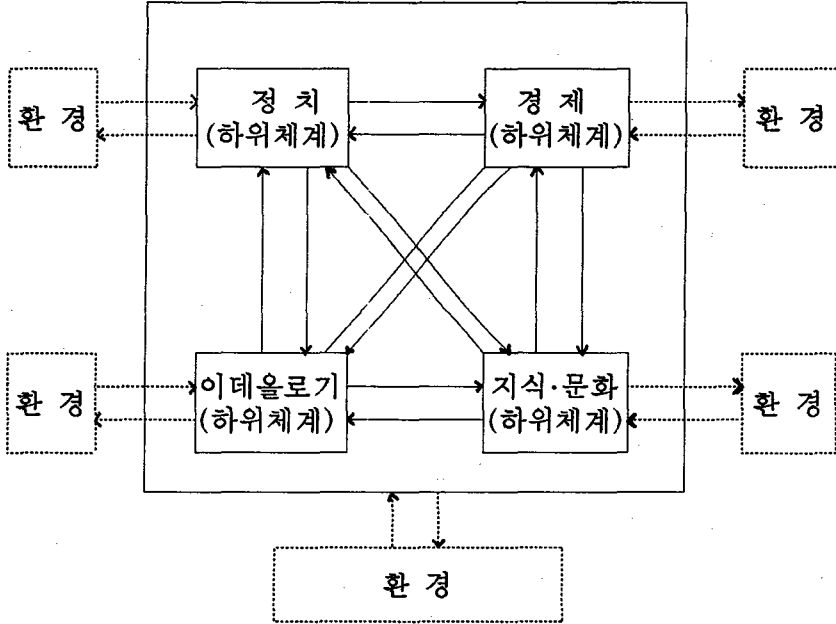 정 치
(하위체계)
경 제
(하위체계)
환 경
환 경
이데올로기
(하위체계)
지식·문화
(하위체계)
환 경
환 경
환 경